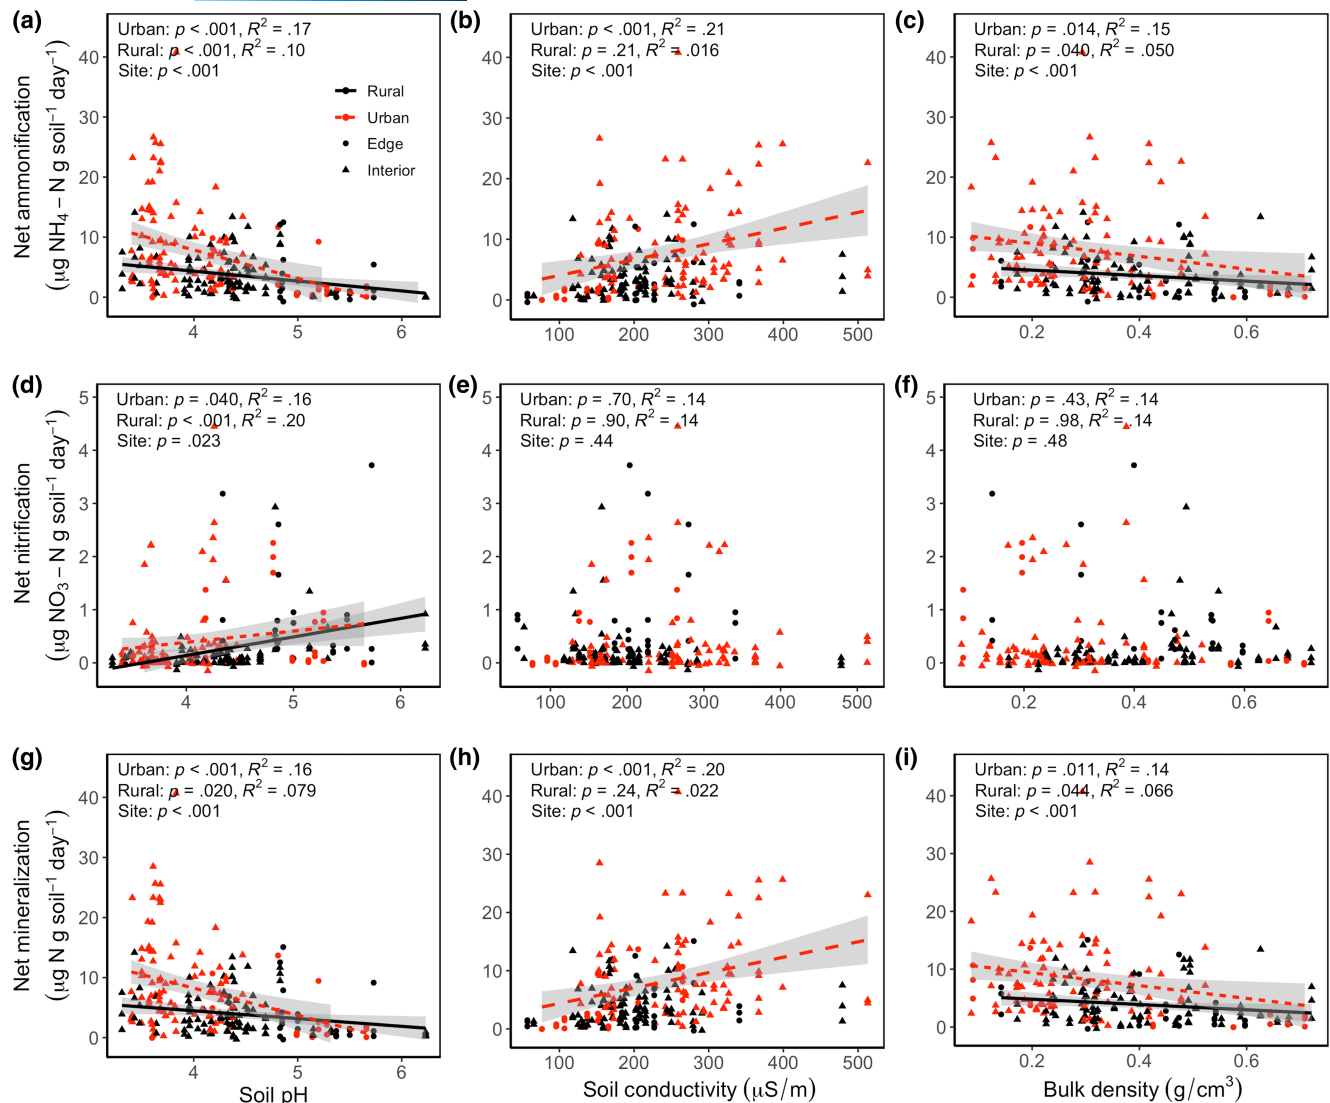 (a)
Urban: p < .001, R² = .17
Rural: p < .001, R² = .10
Site: p < .001
Rural
Urban
Edge
Interior
Net ammonification
(μg NH₄ – N g soil⁻¹ day⁻¹)
40
30
20
10
0
4 5 6
(b)
Urban: p < .001, R² = .21
Rural: p = .21, R² = .016
Site: p < .001
40
30
20
10
0
100 200 300 400 500
(c)
Urban: p = .014, R² = .15
Rural: p = .040, R² = .050
Site: p < .001
40
30
20
10
0
0.2 0.4 0.6
(d)
Urban: p = .040, R² = .16
Rural: p < .001, R² = .20
Site: p = .023
Net nitrification
(μg NO₃ – N g soil⁻¹ day⁻¹)
5
4
3
2
1
0
4 5 6
(e)
Urban: p = .70, R² = .14
Rural: p = .90, R² = .14
Site: p = .44
5
4
3
2
1
0
100 200 300 400 500
(f)
Urban: p = .43, R² = .14
Rural: p = .98, R² = .14
Site: p = .48
5
4
3
2
1
0
0.2 0.4 0.6
(g)
Urban: p < .001, R² = .16
Rural: p = .020, R² = .079
Site: p < .001
Net mineralization
(μg N g soil⁻¹ day⁻¹)
40
30
20
10
0
4 5 6
Soil pH
(h)
Urban: p < .001, R² = .20
Rural: p = .24, R² = .022
Site: p < .001
40
30
20
10
0
100 200 300 400 500
Soil conductivity (μS/m)
(i)
Urban: p = .011, R² = .14
Rural: p = .044, R² = .066
Site: p < .001
40
30
20
10
0
0.2 0.4 0.6
Bulk density (g/cm³)